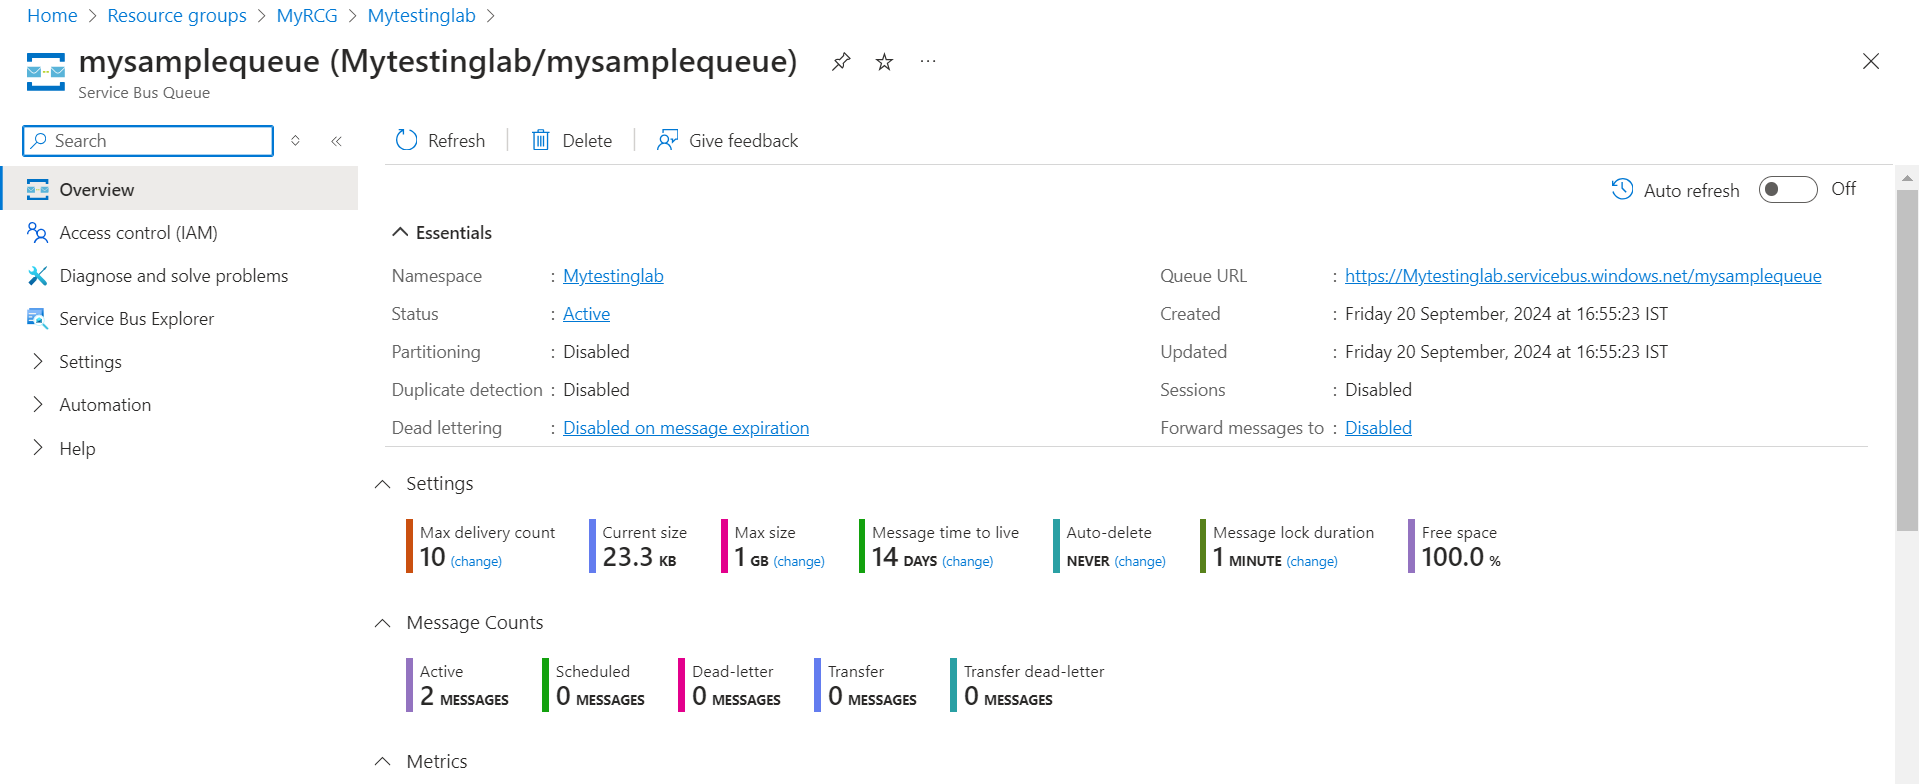 Home > Resource groups > MyRCG > Mytestinglab >
mysamplequeue (Mytestinglab/mysamplequeue)
Service Bus Queue
Search
Refresh
Delete
Give feedback
Overview
Access control (IAM)
Diagnose and solve problems
Service Bus Explorer
Settings
Automation
Help
Auto refresh Off
Essentials
Namespace : Mytestinglab
Status : Active
Partitioning : Disabled
Duplicate detection : Disabled
Dead lettering : Disabled on message expiration
Queue URL : https://Mytestinglab.servicebus.windows.net/mysamplequeue
Created : Friday 20 September, 2024 at 16:55:23 IST
Updated : Friday 20 September, 2024 at 16:55:23 IST
Sessions : Disabled
Forward messages to : Disabled
Settings
Max delivery count
10 (change)
Current size
23.3 KB
Max size
1 GB (change)
Message time to live
14 DAYS (change)
Auto-delete
NEVER (change)
Message lock duration
1 MINUTE (change)
Free space
100.0 %
Message Counts
Active
2 MESSAGES
Scheduled
0 MESSAGES
Dead-letter
0 MESSAGES
Transfer
0 MESSAGES
Transfer dead-letter
0 MESSAGES
Metrics